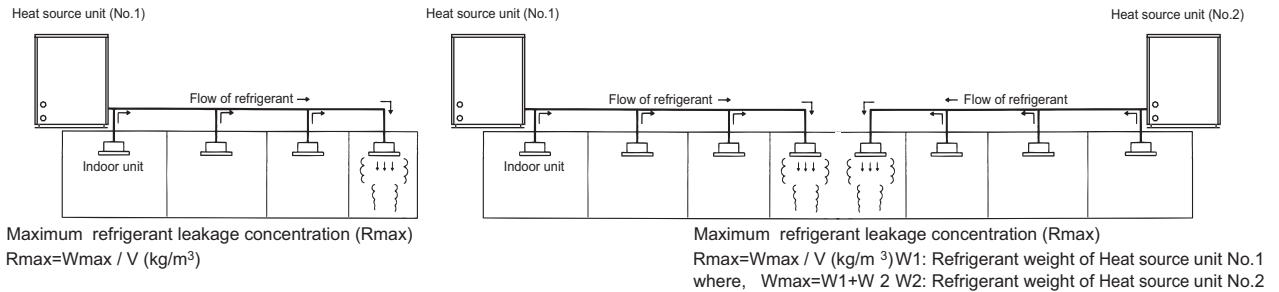 Heat source unit (No.1)
Flow of refrigerant →
Indoor unit
Maximum refrigerant leakage concentration (Rmax)
Rmax=Wmax / V (kg/m³)
Heat source unit (No.1)
Heat source unit (No.2)
Flow of refrigerant →
← Flow of refrigerant
Indoor unit
Maximum refrigerant leakage concentration (Rmax)
Rmax=Wmax / V (kg/m ³) W1: Refrigerant weight of Heat source unit No.1
where, Wmax=W1+W 2 W2: Refrigerant weight of Heat source unit No.2